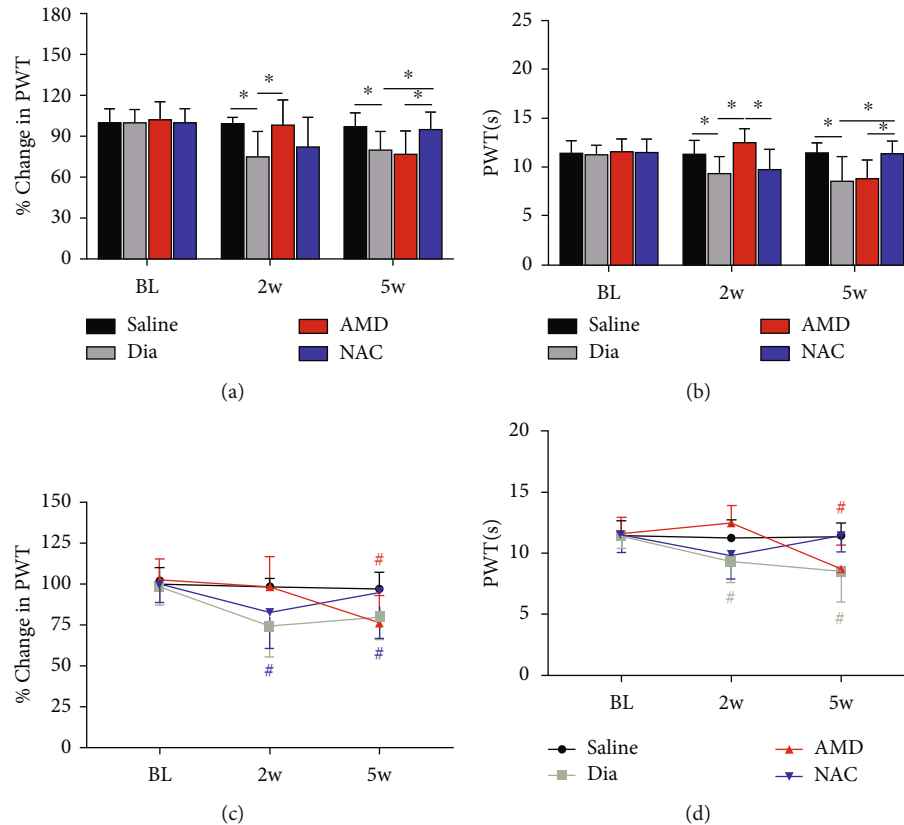 180
150
120
90
60
30
0
% Change in PWT
* * * * *
BL 2w 5w
Saline AMD
Dia NAC
(a)
25
20
15
10
5
0
PWT(s)
* * * * * *
BL 2w 5w
Saline AMD
Dia NAC
(b)
150
125
100
75
50
25
0
% Change in PWT
# # #
BL 2w 5w
(c)
20
15
10
5
0
PWT(s)
# # #
BL 2w 5w
Saline AMD
Dia NAC
(d)